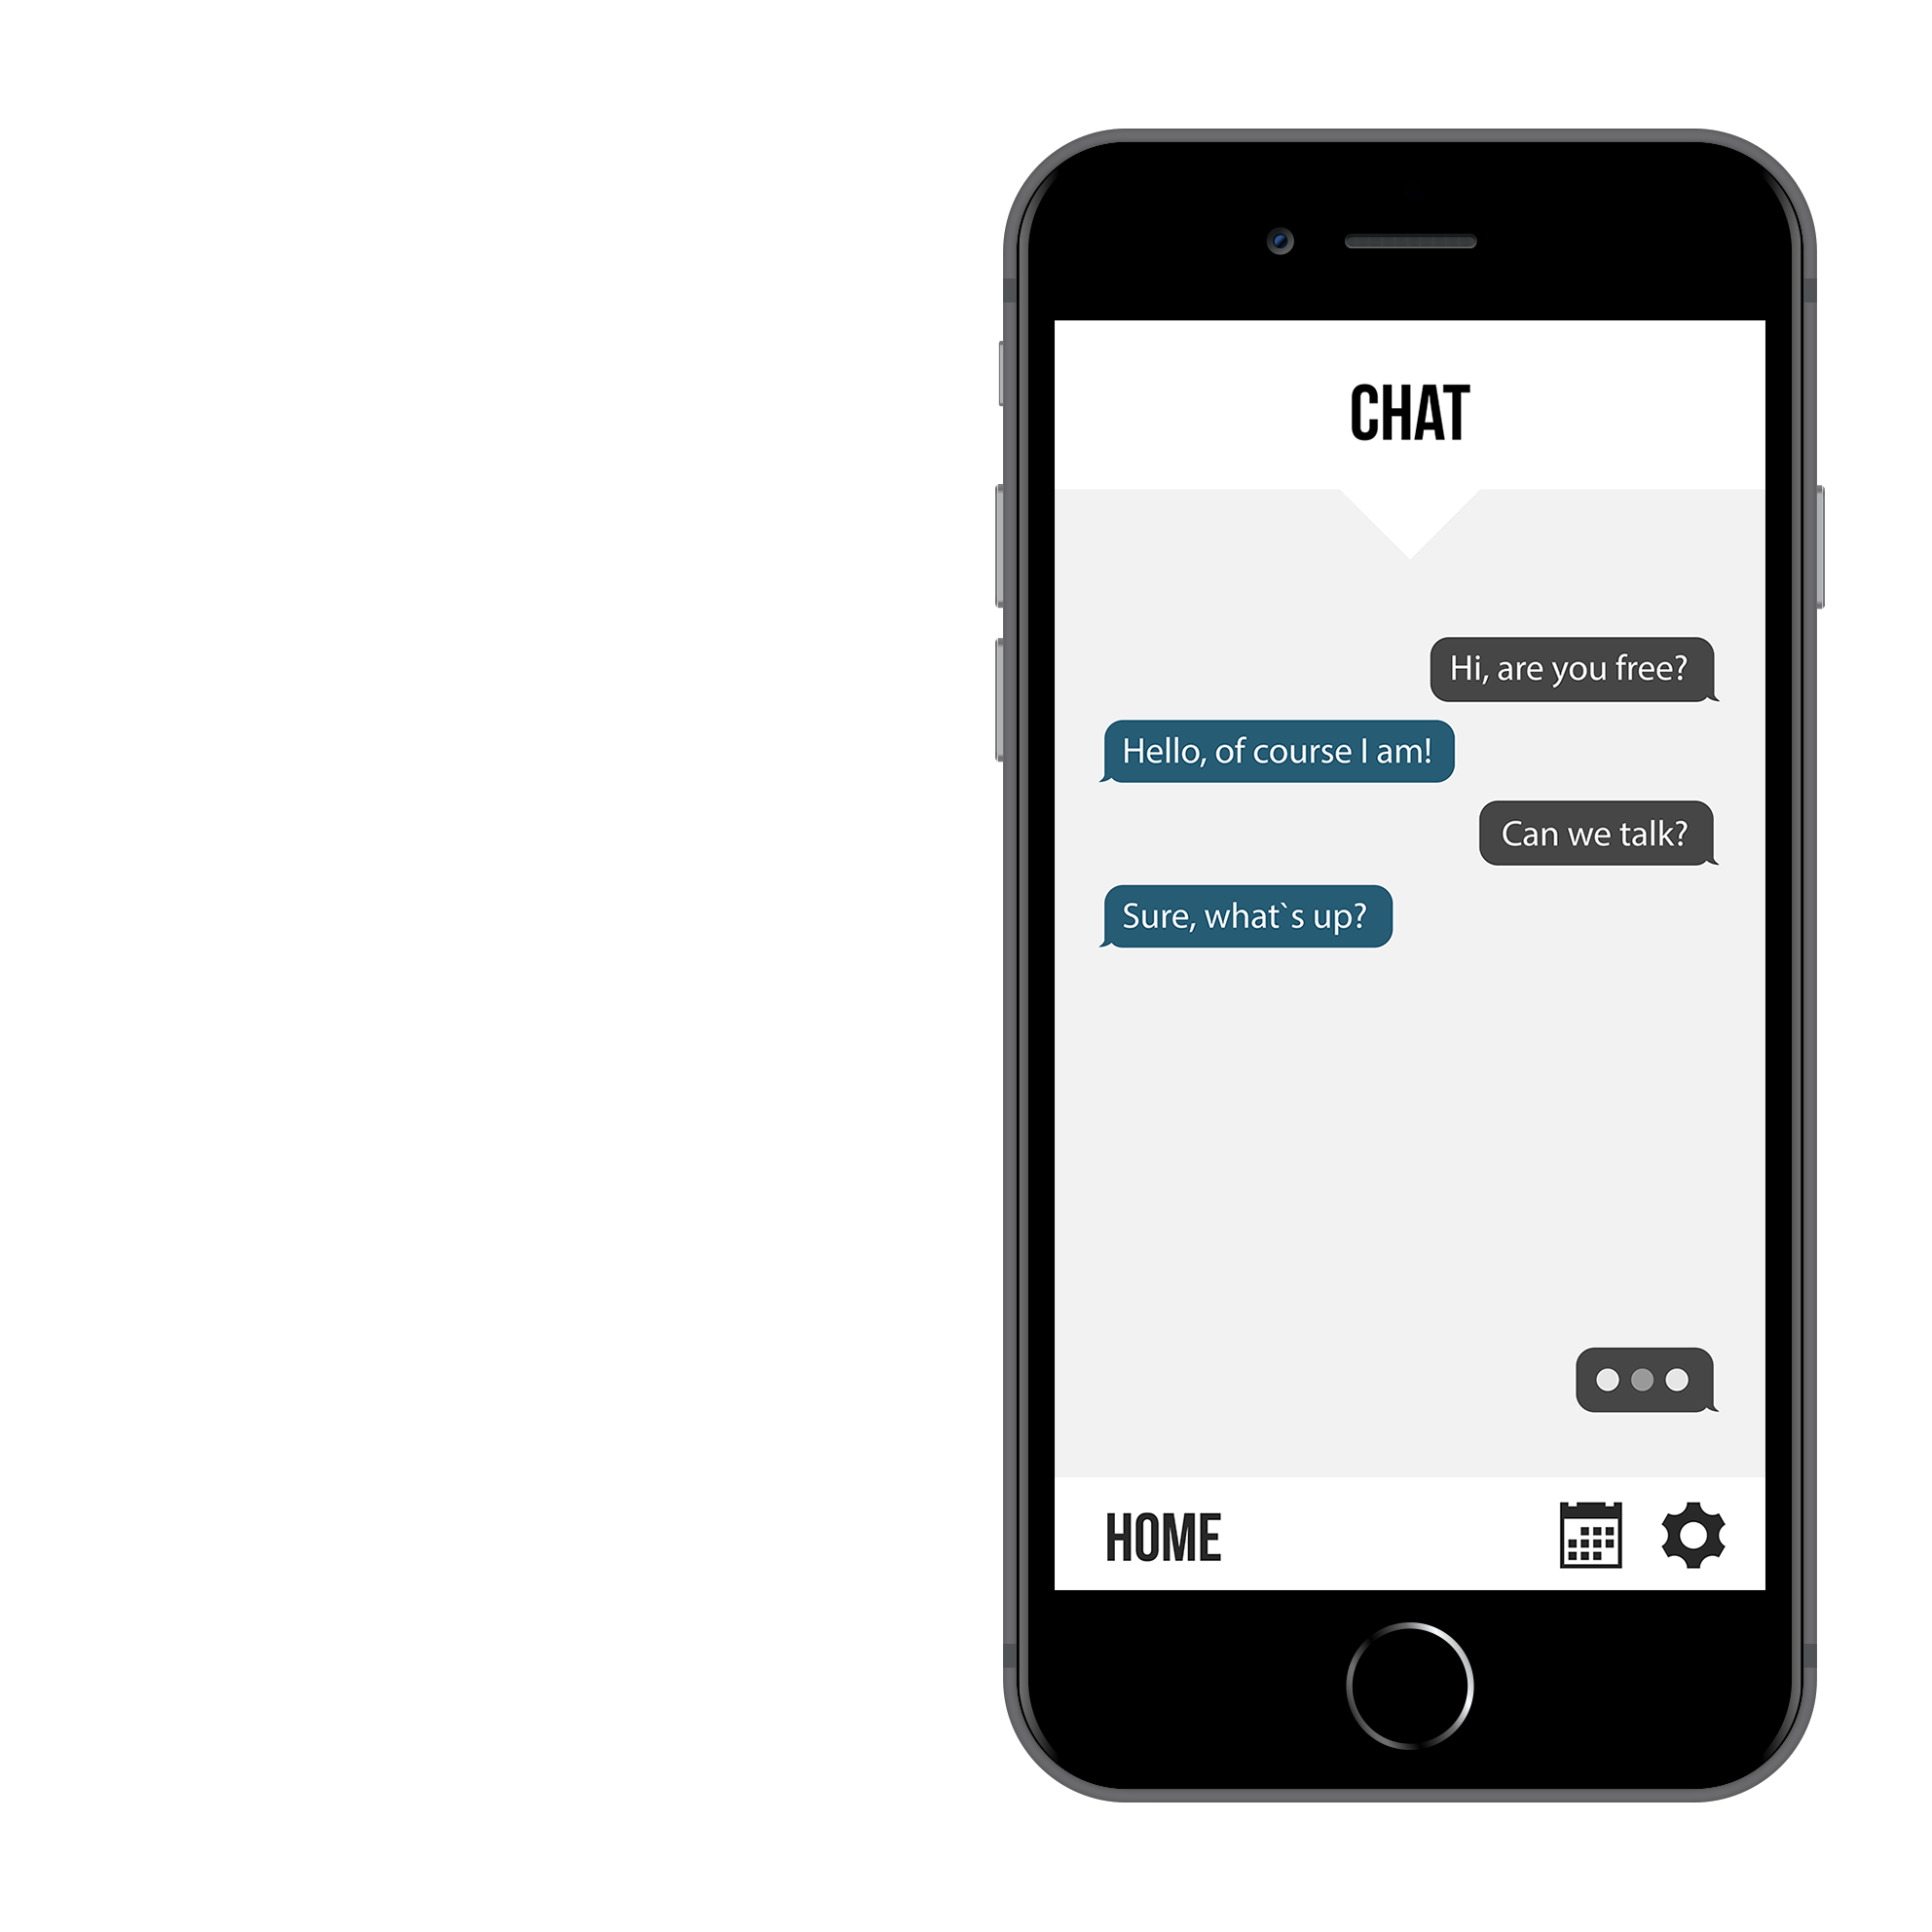 CHAT
Hi, are you free?
Hello, of course I am!
Can we talk?
Sure, what`s up?
HOME